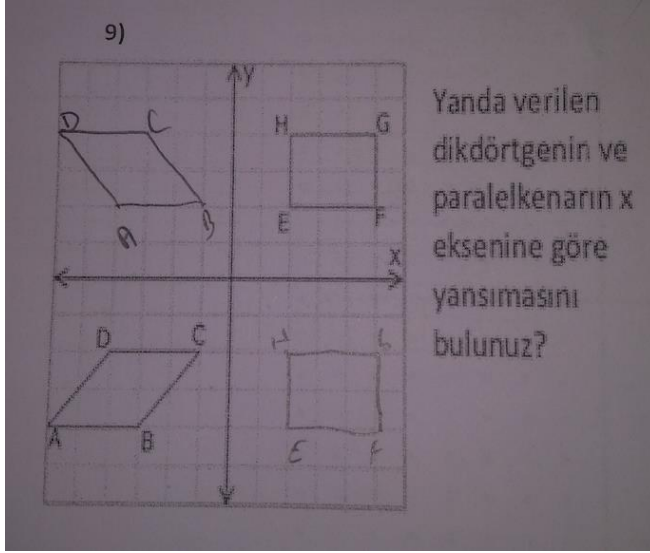 9)
y
D C H G
A B E F
x
D C H G
A B E F
Yanda verilen
dikdörtgenin ve
paralelkenarın x
eksenine göre
yansımasını
bulunuz?